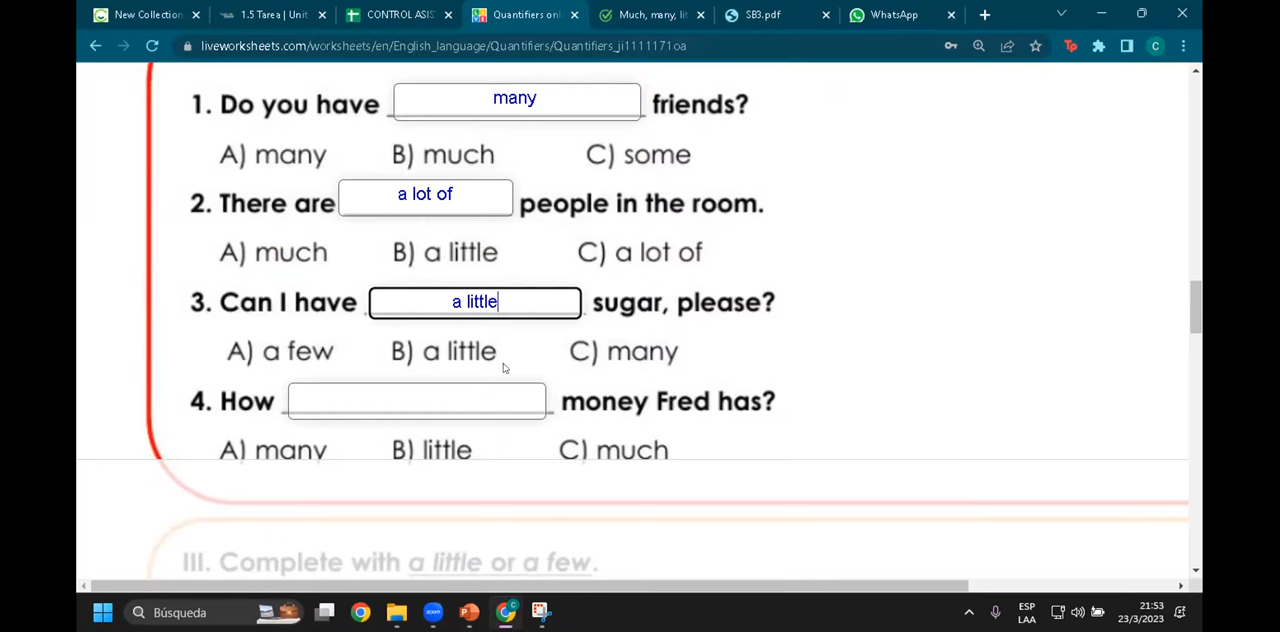 New Collection
1.5 Tarea | Unit
CONTROL ASIS
Quantifiers onl
Much, many, li
SB3.pdf
WhatsApp
liveworksheets.com/worksheets/en/English_language/Quantifiers/Quantifiers_ji1111171oa
1. Do you have many friends?
A) many B) much C) some
2. There are a lot of people in the room.
A) much B) a little C) a lot of
3. Can I have a little sugar, please?
A) a few B) a little C) many
4. How money Fred has?
A) many B) little C) much
III. Complete with a little or a few.
Búsqueda
zoom
ESP
LAA
21:53
23/3/2023